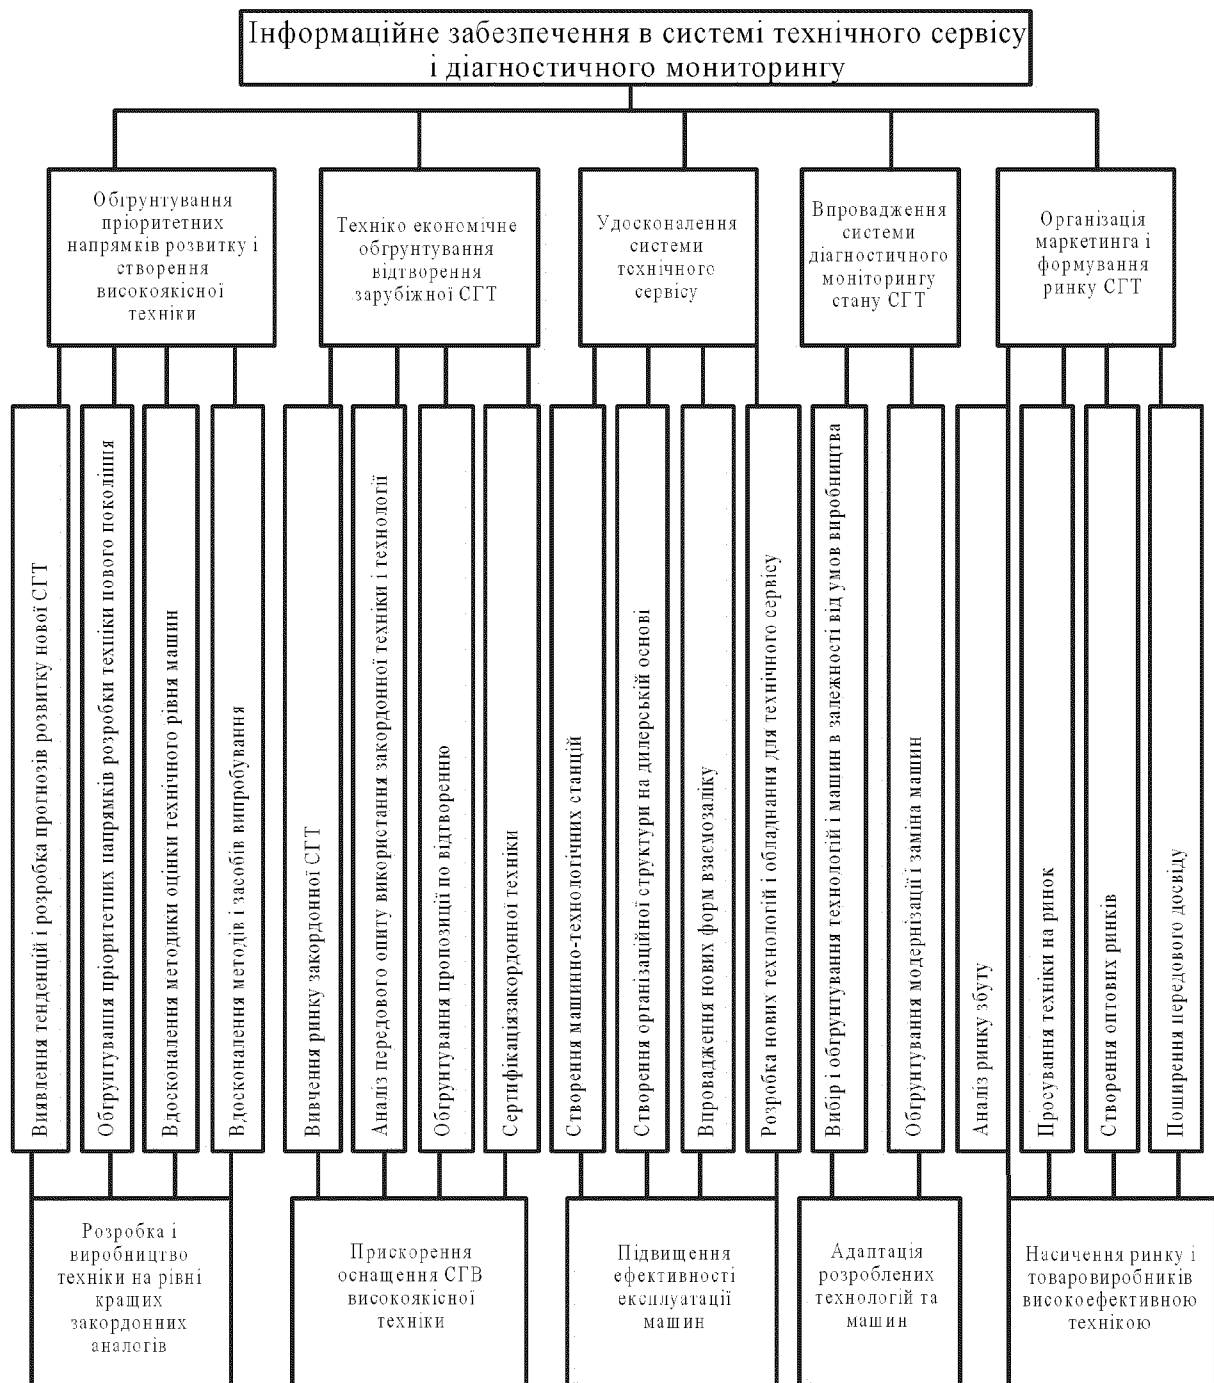 Інформаційне забезпечення в системі технічного сервісу
і діагностичного мониторингу
Обгрунтування
пріоритетних
напрямків розвитку і
створення
високоякісної
техніки
Техніко економічне
обгрунтування
відтворення
зарубіжної СГТ
Удосконалення
системи
технічного
сервісу
Впровадження
системи
діагностичного
моніторингу
стану СГТ
Організація
маркетинга і
формування
ринку СГТ
Виявлення тенденцій і розробка прогнозів розвитку нової СГТ
Обгрунтування пріоритетних напрямків розробки техніки нового покоління
Вдосконалення методики оцінки технічного рівня машин
Вдосконалення методів і засобів випробування
Вивчення ринку закордонної СГТ
Аналіз передового опиту використання закордонної техніки і технології
Обгрунтування пропозиції по відтворенню
Сертифікаціязакордонної техніки
Створення машинно-технологічних станцій
Створення організаційної структури на дилерській основі
Впровадження нових форм взаємозаліку
Розробка нових технологій і обладнання для технічного сервісу
Вибір і обгрунтування технологій і машин в залежності від умов виробництва
Обгрунтування модернізації і заміна машин
Аналіз ринку збуту
Просування техніки на ринок
Створення оптових ринків
Поширення передового досвіду
Розробка і
виробництво
техніки на рівні
кращих
закордонних
аналогів
Прискорення
оснащення СГВ
високоякісної
техніки
Підвищення
ефективності
експлуатації
машин
Адаптація
розроблених
технологій та
машин
Насичення ринку і
товаровиробників
високоефективною
технікою